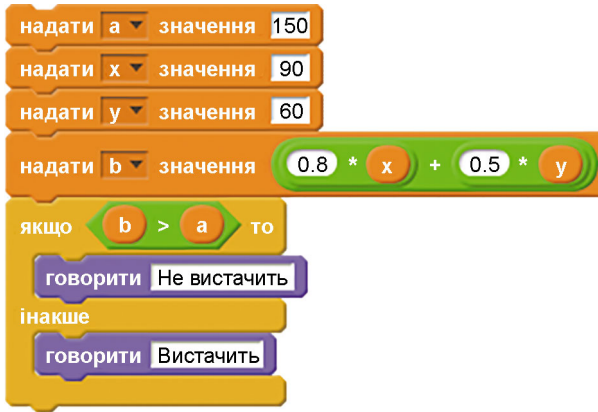 надати a значення 150
надати x значення 90
надати y значення 60
надати b значення 0.8 * x + 0.5 * y
якщо b > a то
говорити Не вистачить
інакше
говорити Вистачить